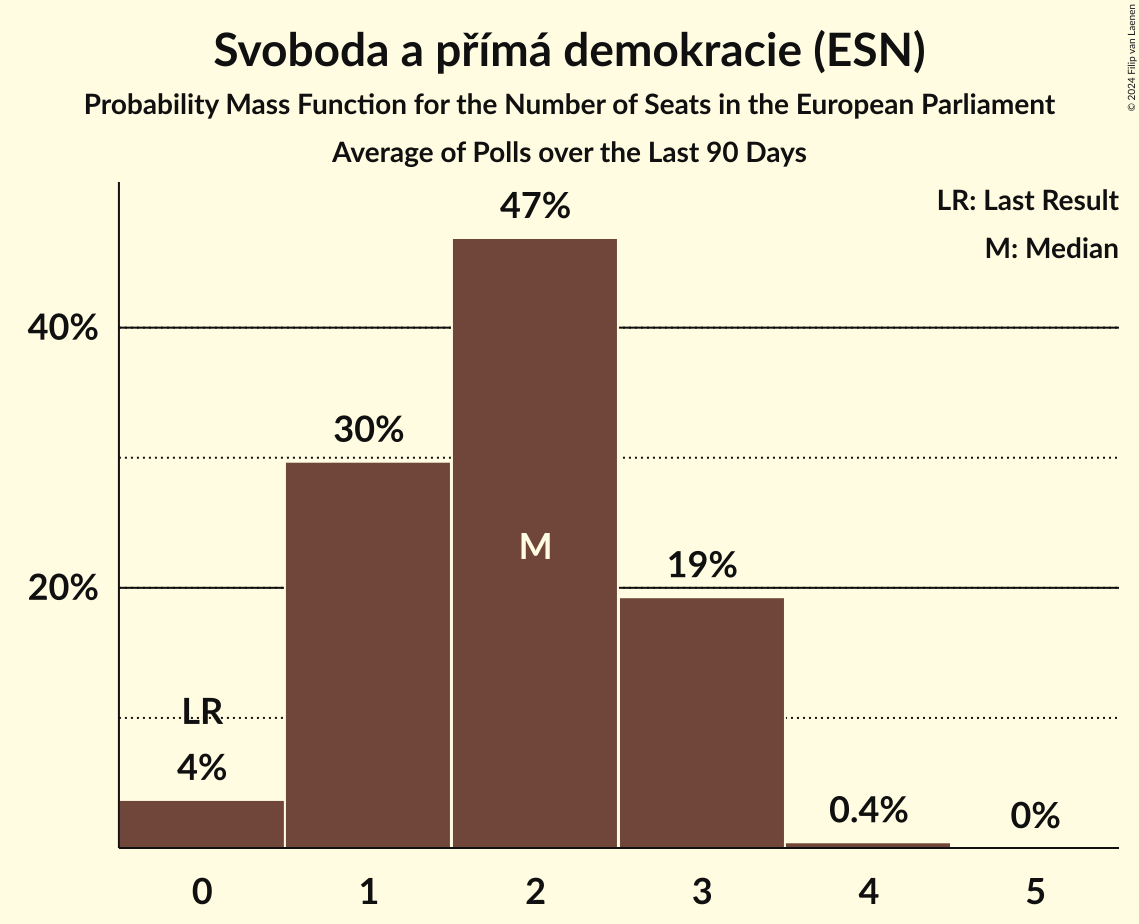 Svoboda a přímá demokracie (ESN)
Probability Mass Function for the Number of Seats in the European Parliament
Average of Polls over the Last 90 Days
© 2024 Filip van Laenen
LR: Last Result
M: Median
47%
40%
30%
M
19%
20%
LR
4%
0.4%
0%
0 1 2 3 4 5